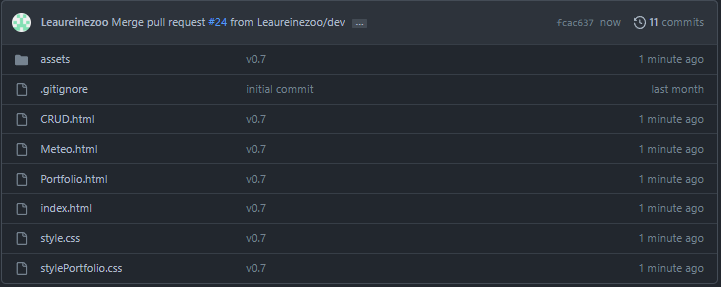 Leaureinezoo Merge pull request #24 from Leaureinezoo/dev ... fcac637 now 11 commits
assets v0.7 1 minute ago
.gitignore initial commit last month
CRUD.html v0.7 1 minute ago
Meteo.html v0.7 1 minute ago
Portfolio.html v0.7 1 minute ago
index.html v0.7 1 minute ago
style.css v0.7 1 minute ago
stylePortfolio.css v0.7 1 minute ago